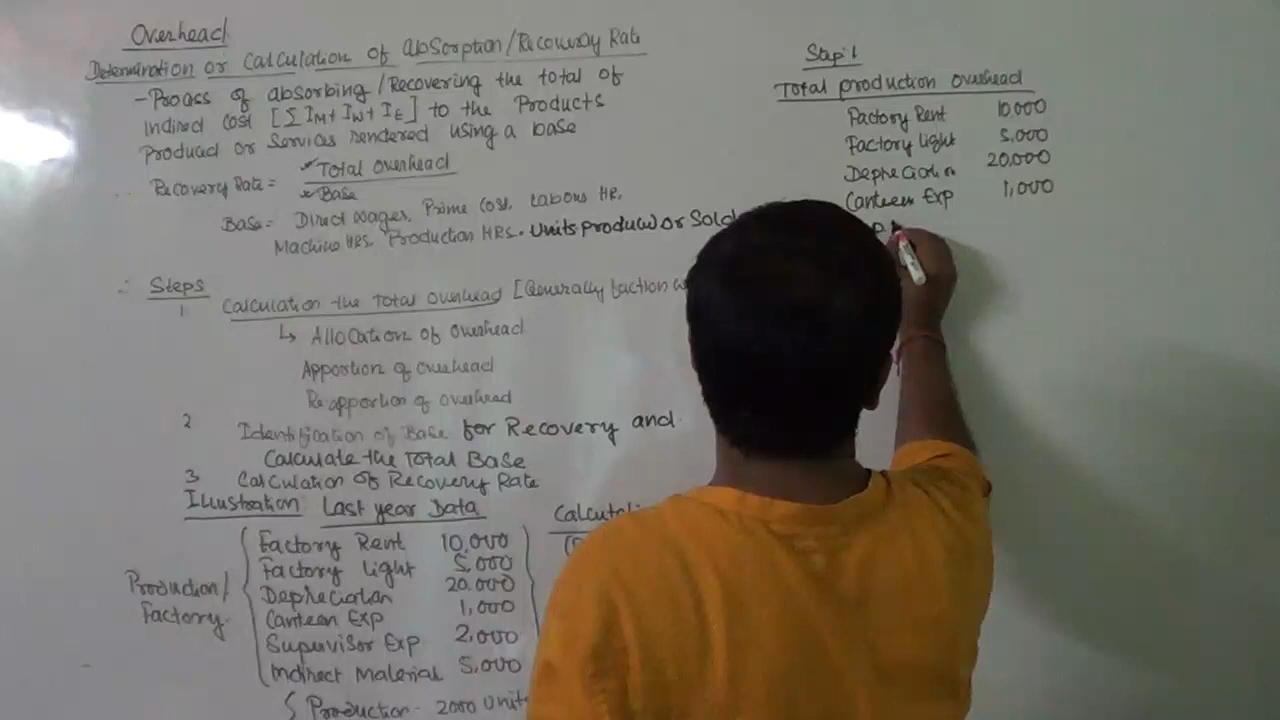 Overhead
Determination or Calculation of absorption/Recovery Rate
- Process of absorbing/Recovering the total of
Indirect cost [∑ IM + IW + IE] to the Products
Produced or Services rendered using a base
Recovery Rate = Total overhead
Base
Base = Direct wages, Prime Cost, Labour HR,
Machine HRS, Production HRS. Units produced or Sold
∴ Steps
1 Calculation the Total overhead [Generally
↳ Allocation of overhead
Apportion of overhead
Re apportion of overhead
2 Identification of Base for Recovery and
Calculate the Total Base
3 Calculation of Recovery Rate
Illustration Last year Data
Production/
Factory.
Factory Rent 10,000
Factory light 5,000
Depreciation 20,000
Canteen Exp 1,000
Supervisor Exp 2,000
Indirect Material 5,000
Production - 2000 Units
Step: 1
Total production overhead
Factory Rent 10,000
Factory light 5,000
Depreciation 20,000
Canteen Exp 1,000